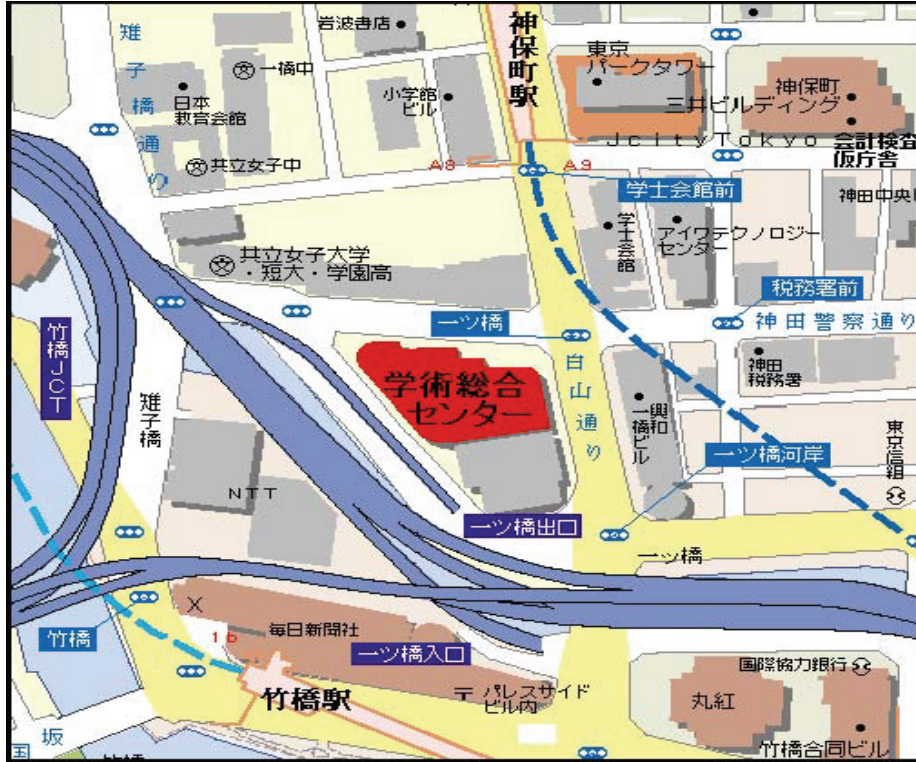 岩波書店
神保町駅
雉子橋通り
一橋中
東京
パークタワー
日本
教育会館
小学館
ビル
神保町
三井ビルディング
JcityTokyo
会計検査
仮庁舎
共立女子中
A8
A9
学士会館前
神田中央
学士会館
アイワテクノロジー
センター
共立女子大学
・短大・学園高
税務署前
一ツ橋
神田警察通り
竹橋JCT
白山通り
神田
税務署
学術総合
センター
雉子橋
興和
一橋ビル
東京信組
一ツ橋河岸
NTT
一ツ橋出口
一ツ橋
竹橋
1b
毎日新聞社
一ツ橋入口
国際協力銀行
竹橋駅
パレスサイド
ビル内
丸紅
国
坂
竹橋
竹橋合同ビル